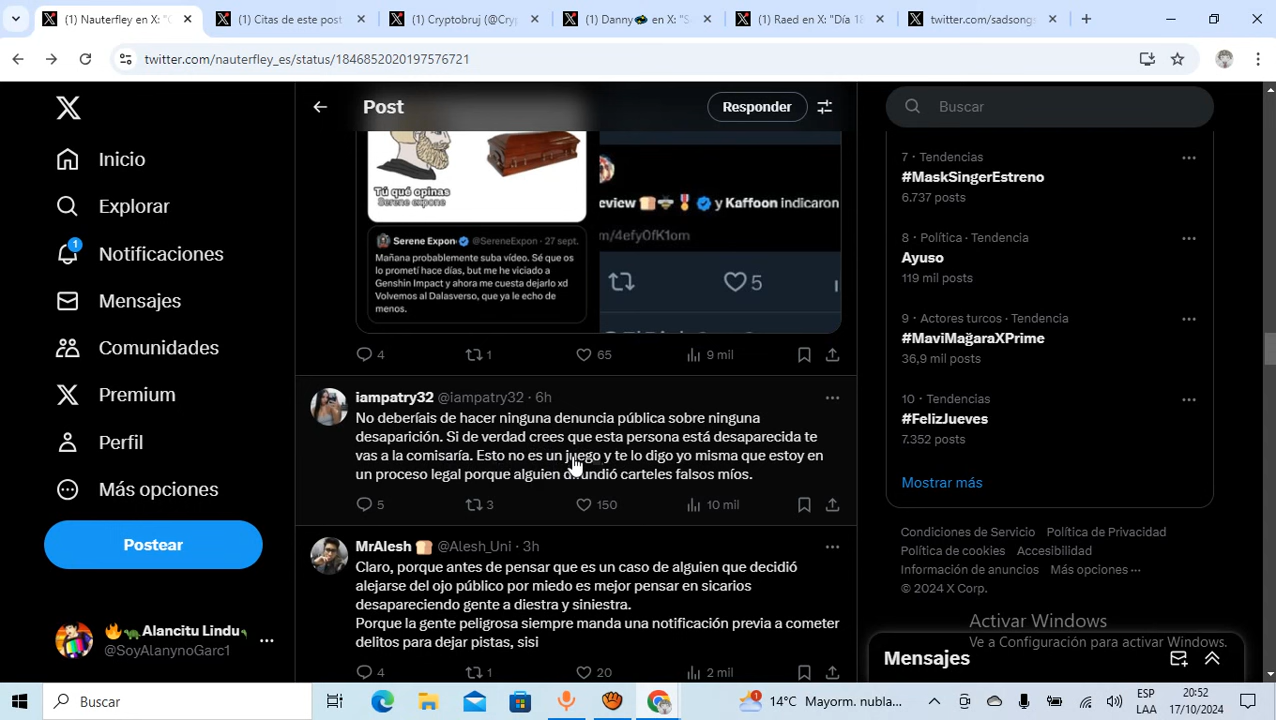 (1) Nauterfley en X: "C
(1) Citas de este post
(1) Cryptobruj (@Cryp
(1) Danny
en X: "S
(1) Raed en X: "Día 18
twitter.com/sadsongs
twitter.com/nauterfley_es/status/1846852020197576721
Inicio
Explorar
1
Notificaciones
Mensajes
Comunidades
Premium
Perfil
Más opciones
Postear
Alancitu Lindu
@SoyAlanynoGarc1
Post
Responder
Tú qué opinas
Serene expone
Serene Expon
@SereneExpon · 27 sept.
Mañana probablemente suba vídeo. Sé que os
lo prometí hace días, pero me he viciado a
Genshin Impact y ahora me cuesta dejarlo xd
Volvemos al Dalasverso, que ya le echo de
menos.
eview
y Kaffoon indicaron
m/4efy0fK1om
5
4
1
65
9 mil
iampatry32 @iampatry32 · 6h
No deberíais de hacer ninguna denuncia pública sobre ninguna
desaparición. Si de verdad crees que esta persona está desaparecida te
vas a la comisaría. Esto no es un juego y te lo digo yo misma que estoy en
un proceso legal porque alguien difundió carteles falsos míos.
5
3
150
10 mil
MrAlesh
@Alesh_Uni · 3h
Claro, porque antes de pensar que es un caso de alguien que decidió
alejarse del ojo público por miedo es mejor pensar en sicarios
desapareciendo gente a diestra y siniestra.
Porque la gente peligrosa siempre manda una notificación previa a cometer
delitos para dejar pistas, sisi
4
1
20
2 mil
Buscar
7 · Tendencias
#MaskSingerEstreno
6.737 posts
8 · Política · Tendencia
Ayuso
119 mil posts
9 · Actores turcos · Tendencia
#MaviMağaraXPrime
36,9 mil posts
10 · Tendencias
#FelizJueves
7.352 posts
Mostrar más
Condiciones de Servicio Política de Privacidad
Política de cookies Accesibilidad
Información de anuncios Más opciones ···
© 2024 X Corp.
Activar Windows
Ve a Configuración para activar Windows.
Mensajes
Buscar
1
14°C Mayorm. nubla...
ESP
LAA
20:52
17/10/2024